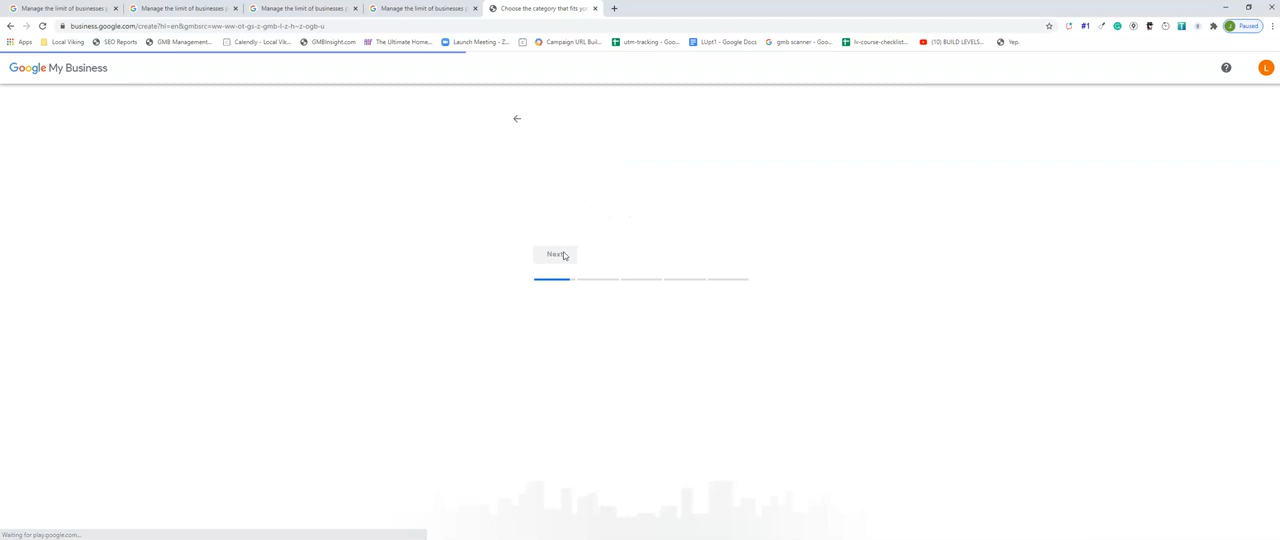 Manage the limit of businesses y
Manage the limit of businesses y
Manage the limit of businesses y
Manage the limit of businesses y
Choose the category that fits yo
business.google.com/create?hl=en&gmbsrc=ww-ww-ot-gs-z-gmb-l-z-h~z-ogb-u
Paused
Apps
Local Viking
SEO Reports
GMB Management...
Calendly - Local Vik...
GMBInsight.com
The Ultimate Home...
Launch Meeting - Z...
Campaign URL Buil...
utm-tracking - Goo...
LUpt1 - Google Docs
gmb scanner - Goo...
lv-course-checklist...
(10) BUILD LEVELS...
Yep.
Google My Business
L
Next
Waiting for play.google.com...